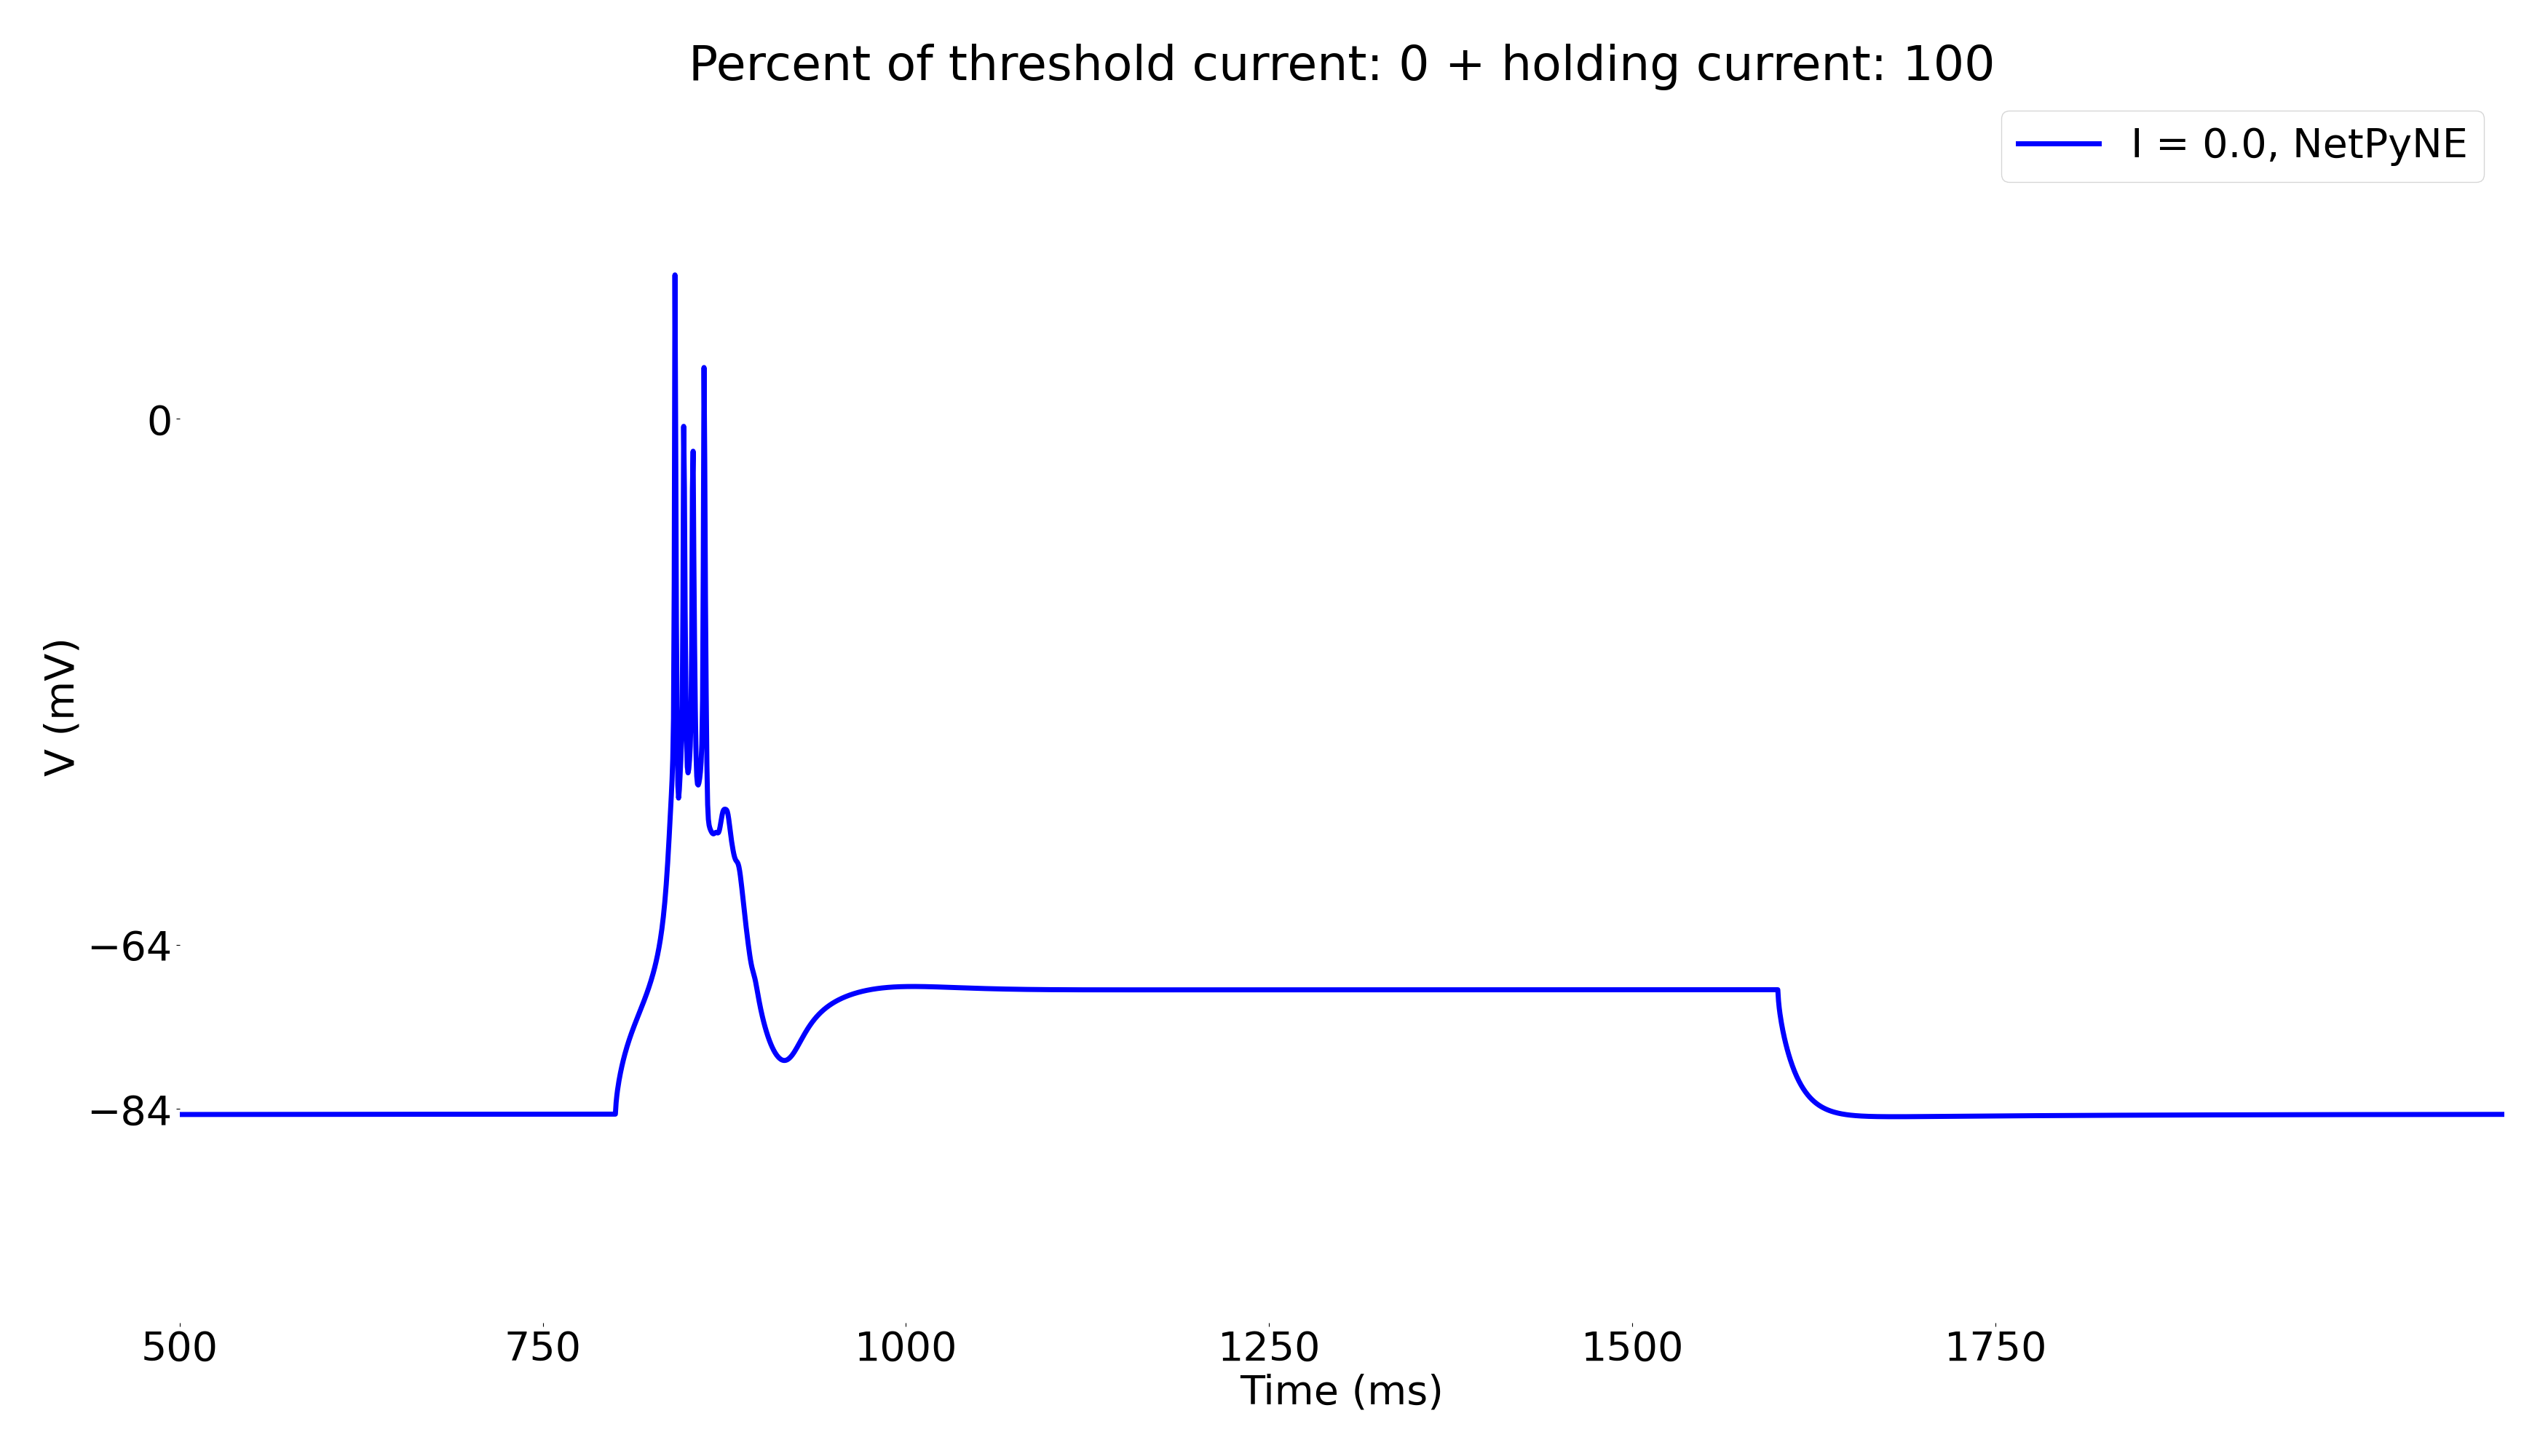 Percent of threshold current: 0 + holding current: 100
I = 0.0, NetPyNE
V (mV)
0
−64
−84
500 750 1000 1250 1500 1750
Time (ms)